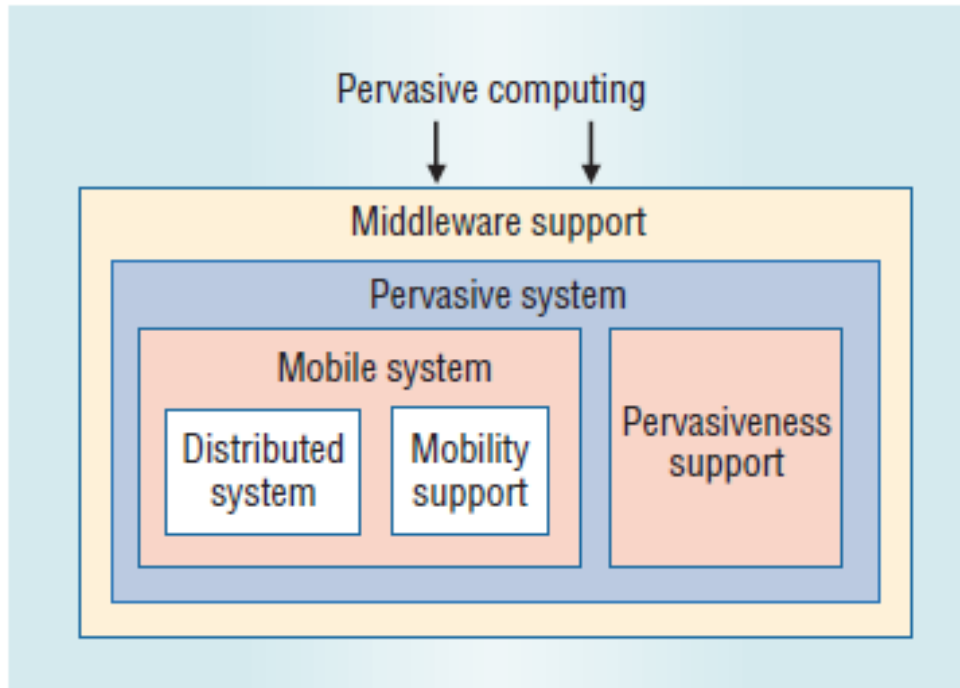 Pervasive computing
Middleware support
Pervasive system
Mobile system
Distributed
system
Mobility
support
Pervasiveness
support